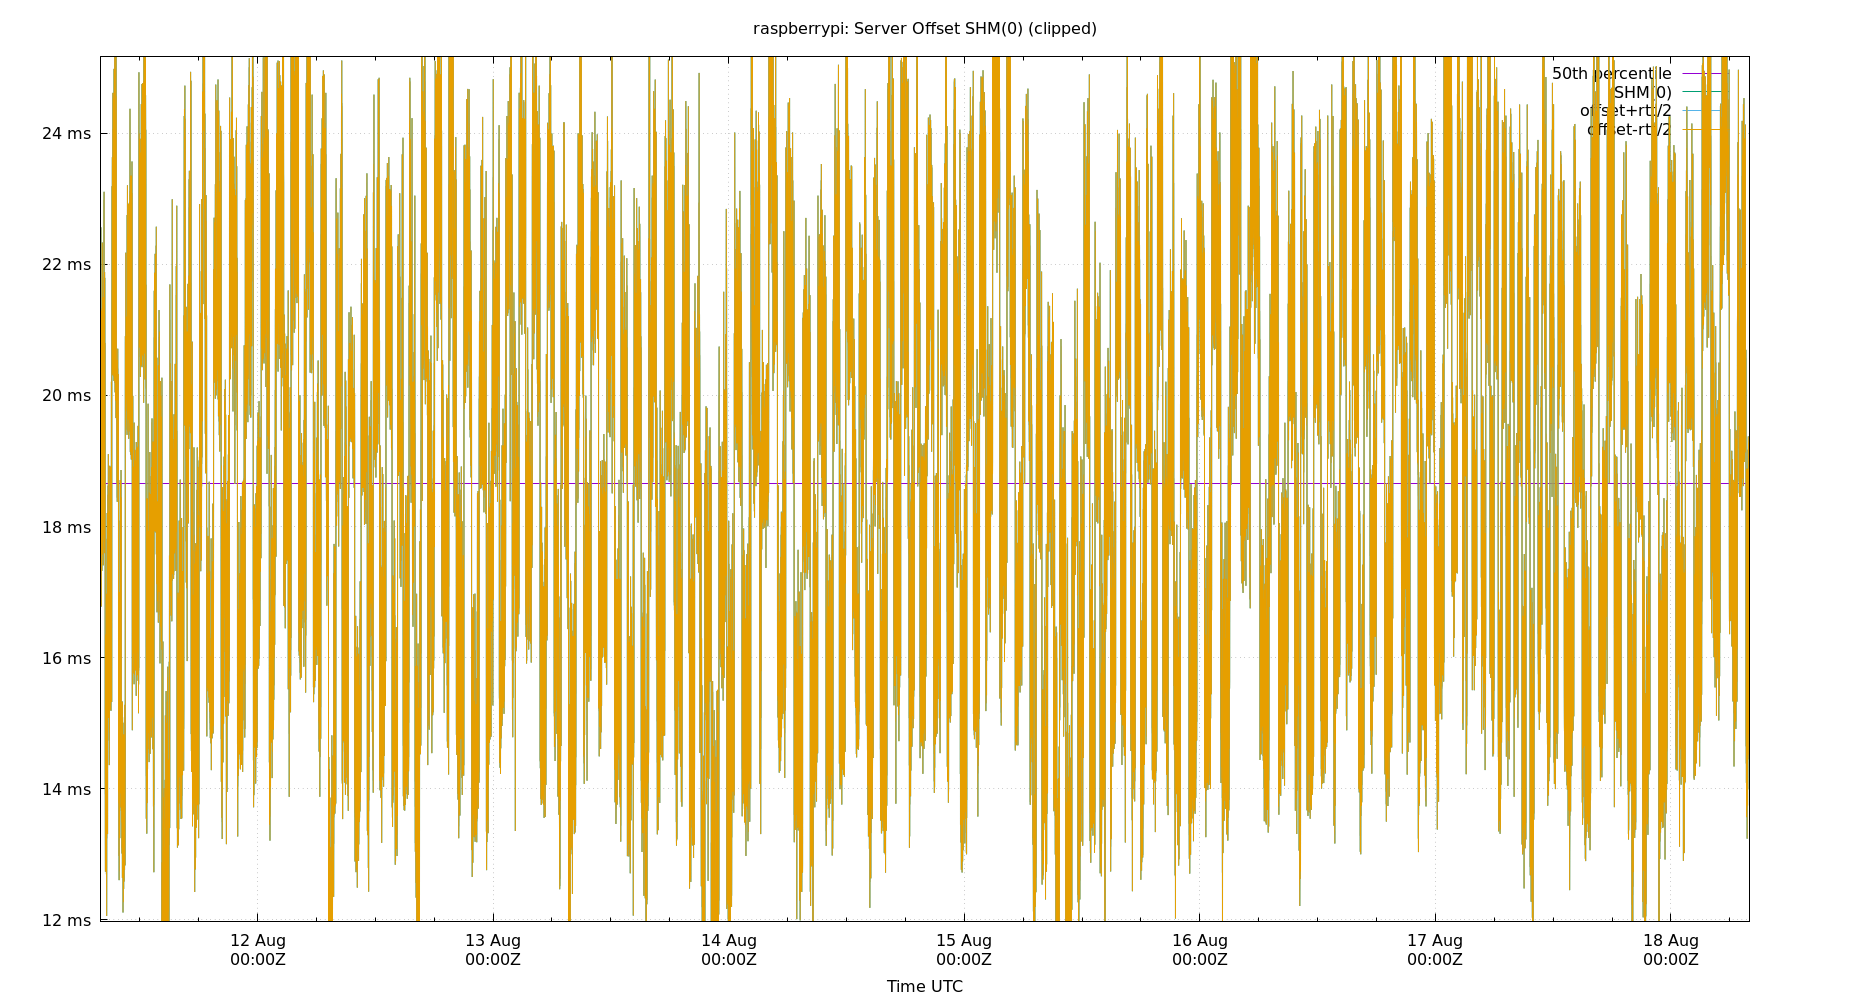 raspberrypi: Server Offset SHM(0) (clipped)
50th percentile
SHM(0)
offset+rtt/2
offset-rtt/2
24 ms
22 ms
20 ms
18 ms
16 ms
14 ms
12 ms
12 Aug 13 Aug 14 Aug 15 Aug 16 Aug 17 Aug 18 Aug
00:00Z 00:00Z 00:00Z 00:00Z 00:00Z 00:00Z 00:00Z
Time UTC